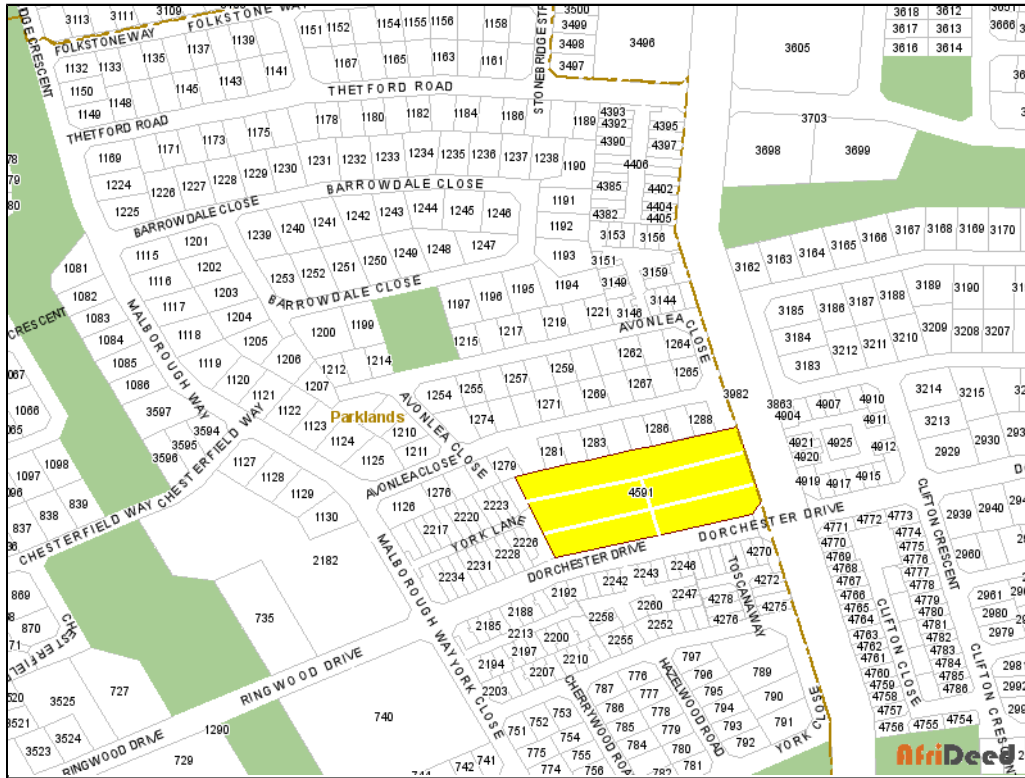 3113 3111 FOLKSTONE WAY 1151 1152 1154 1155 1156 1158 3500 3499 3618 3612
FOLKSTONEWAY 1137 1139 3498 3496 3605 3617 3613 3666
1132 1133 1135 1167 1165 1163 1161 3497 3616 3614
1150 1145 1143 1141 THETFORD ROAD
1149 1148 STONEBRIDGE STR
THETFORD ROAD 1173 1175 1178 1180 1182 1184 1186 1189 4393 4392 4395 3703
1169 1171 1231 1232 1233 1234 1235 1236 1237 1238 1190 4390 4397 3698 3699
1224 1226 1227 1228 1229 1230 4406
1225 BARROWDALE CLOSE 4385 4402
BARROWDALE CLOSE 1191 4382 4404 4405
1239 1240 1241 1242 1243 1244 1245 1246 1192 3153 3156
1115 1201 1193 3151 3162 3163 3164 3165 3166 3167 3168 3169 3170
1081 1116 1202 1253 1252 1251 1250 1249 1248 1247 3149 3159
1082 1117 1203 BARROWDALE CLOSE 1197 1196 1195 1194 3144 3185 3186 3187 3188 3189 3190
CRESCENT 1083 1118 1204 1200 1199 1217 1219 1221 3146 AVONLEA CLOSE 3184 3212 3211 3210 3209 3208 3207
1084 MALBOROUGH WAY 1205 1215 1264 3183
1085 1119 1206 1212 1214 1257 1259 1262 1265
1086 1120 1207 1254 1255 1267 3982 3214 3215
1066 3597 1121 1271 1269 3863 4907 4910 3213
3594 1122 Parklands AVONLEA CLOSE 1274 4904 4911
3595 1123 1210 1288 4921 4925 4912 2929 2930
3596 1124 1211 1281 1283 1286 4920
1097 1098 1127 1125 AVONLEACLOSE 1279 4919 4917 4915
838 839 CHESTERFIELD WAY CHESTERFIELD WAY 1128 1276 4591 CLIFTON CRESCENT 2939 2940
837 1129 1126 2223 DORCHESTER DRIVE 4771 4772 4773
1130 2217 2220 YORK LANE 2226 4770 4774
2182 MALBOROUGH WAY 2228 DORCHESTER DRIVE 4270 4769 4775 2960
869 2234 2231 2242 2243 2246 TOSCANA WAY 4272 4768 4776
870 735 2192 2247 4278 4275 4767 4777 2961
2188 2258 2260 4276 4766 4778 2980
2185 2213 2200 2255 2252 4765 4779 2979
RINGWOOD DRIVE 2194 2197 2210 4764 4780
3525 727 2203 2207 797 789 4763 4781 2981
740 YORK CLOSE 787 776 HAZELWOOD ROAD 796 790 4762 4782 2992
3524 786 777 795 4761 CLIFTON CLOSE 4783
3523 1290 752 753 CHERRYWOOD ROAD 785 778 794 791 4760 4784
RINGWOOD DRIVE 751 754 784 779 793 4759 4785
729 775 755 780 792 YORK CLOSE 4758 4786
742 741 774 756 782 781 4757 4756 4755 4754 CLIFTON CRESCENT
AfriDeed